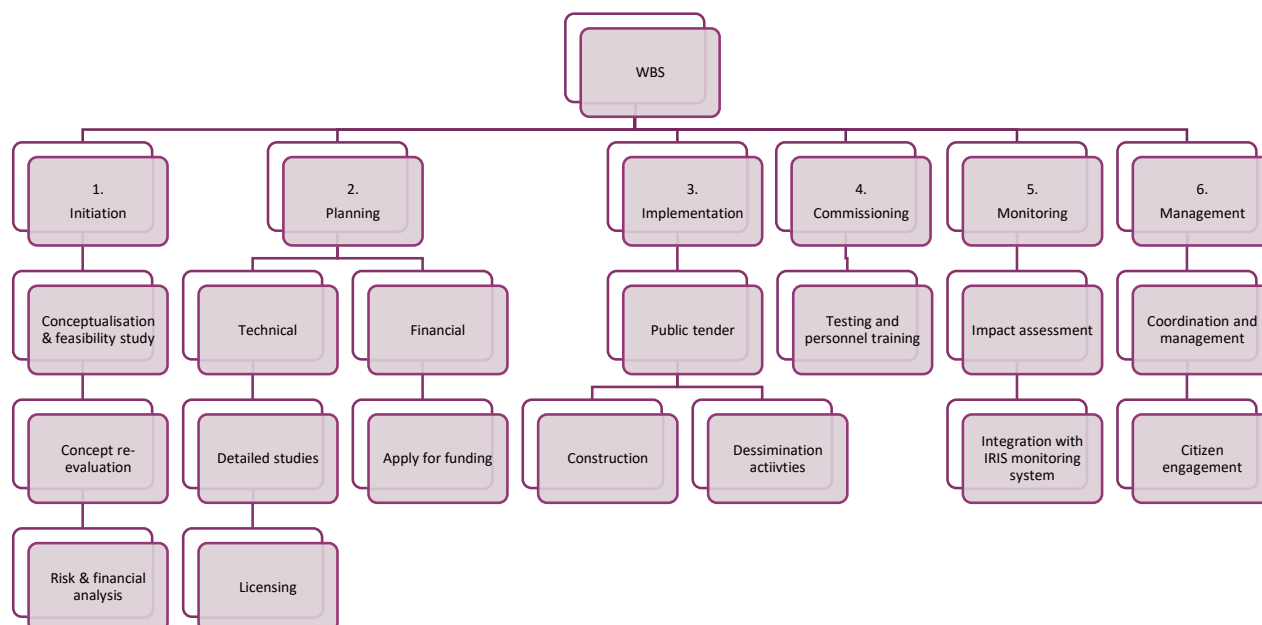 WBS
1.
Initiation
2.
Planning
3.
Implementation
4.
Commissioning
5.
Monitoring
6.
Management
Conceptualisation
& feasibility study
Technical
Financial
Public tender
Testing and
personnel training
Impact assessment
Coordination and
management
Concept re-
evaluation
Detailed studies
Apply for funding
Construction
Dessimination
actiivties
Integration with
IRIS monitoring
system
Citizen
engagement
Risk & financial
analysis
Licensing